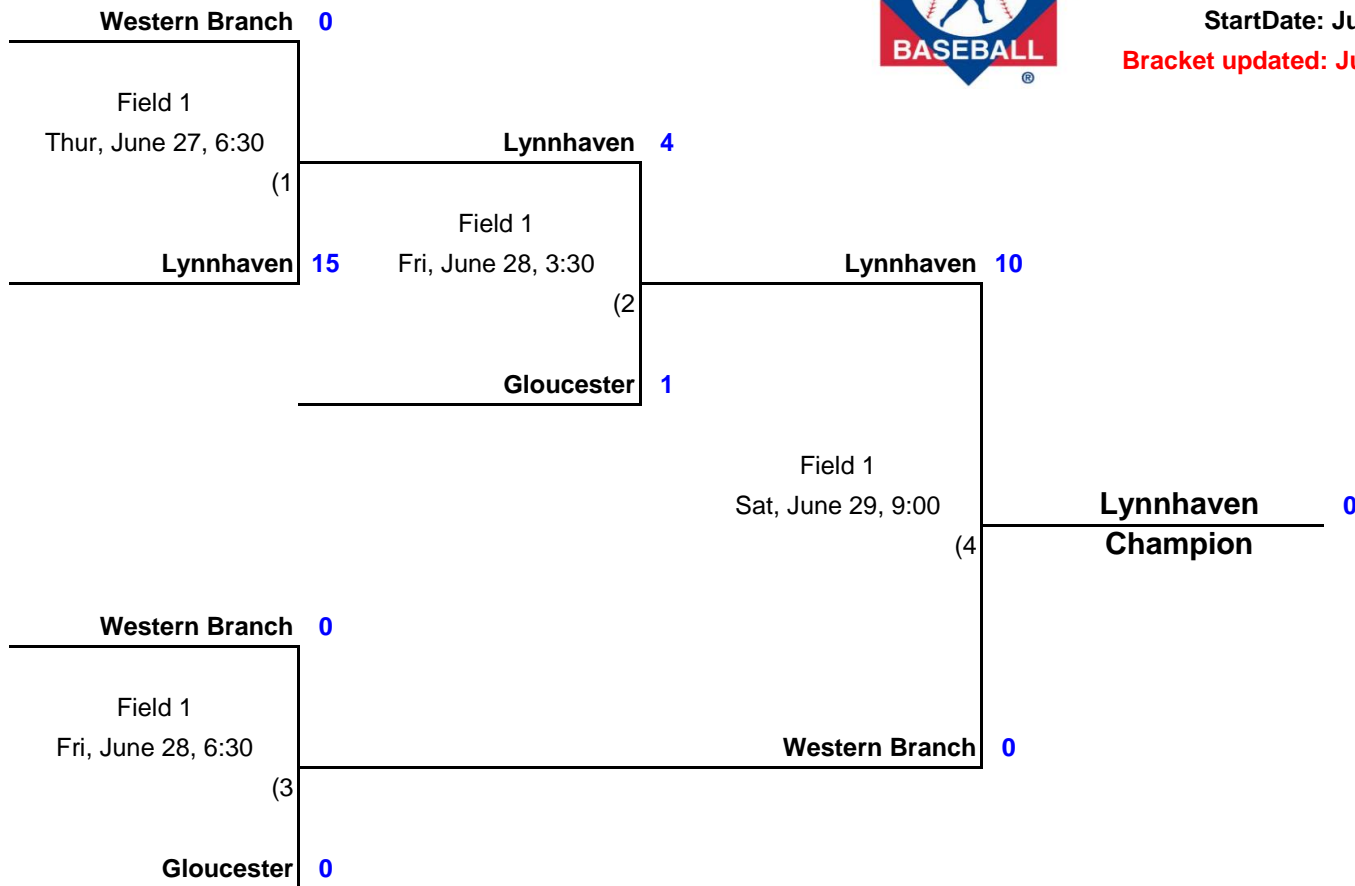 Western Branch 0
BASEBALL
®
StartDate: Ju
Bracket updated: Ju
Field 1
Thur, June 27, 6:30
(1
Lynnhaven 4
Field 1
Lynnhaven 15
Fri, June 28, 3:30
(2
Lynnhaven 10
Gloucester 1
Field 1
Sat, June 29, 9:00
(4
Lynnhaven 0
Champion
Western Branch 0
Field 1
Fri, June 28, 6:30
(3
Western Branch 0
Gloucester 0